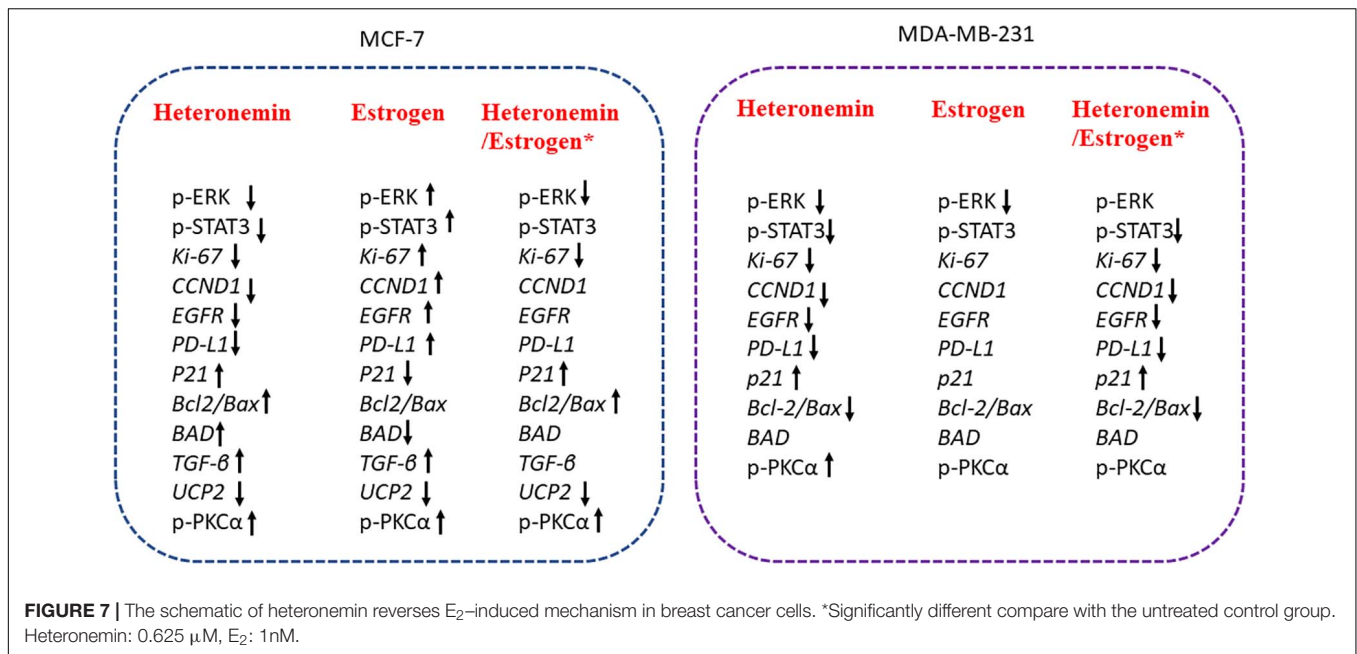 MCF-7
Heteronemin
p-ERK ↓
p-STAT3 ↓
Ki-67 ↓
CCND1 ↓
EGFR ↓
PD-L1 ↓
P21 ↑
Bcl2/Bax ↑
BAD ↑
TGF-β ↑
UCP2 ↓
p-PKCα ↑
Estrogen
p-ERK ↑
p-STAT3 ↑
Ki-67 ↑
CCND1 ↑
EGFR ↑
PD-L1 ↑
P21 ↓
Bcl2/Bax
BAD ↓
TGF-β ↑
UCP2 ↓
p-PKCα ↑
Heteronemin
/Estrogen*
p-ERK ↓
p-STAT3
Ki-67 ↓
CCND1
EGFR
PD-L1
P21 ↑
Bcl2/Bax ↑
BAD
TGF-β
UCP2 ↓
p-PKCα ↑
MDA-MB-231
Heteronemin
p-ERK ↓
p-STAT3 ↓
Ki-67 ↓
CCND1 ↓
EGFR ↓
PD-L1 ↓
p21 ↑
Bcl-2/Bax ↓
BAD
p-PKCα ↑
Estrogen
p-ERK ↓
p-STAT3
Ki-67
CCND1
EGFR
PD-L1
p21
Bcl-2/Bax
BAD
p-PKCα
Heteronemin
/Estrogen*
p-ERK
p-STAT3 ↓
Ki-67 ↓
CCND1 ↓
EGFR ↓
PD-L1 ↓
p21 ↑
Bcl-2/Bax ↓
BAD
p-PKCα
FIGURE 7 | The schematic of heteronemin reverses E₂–induced mechanism in breast cancer cells. *Significantly different compare with the untreated control group.
Heteronemin: 0.625 μM, E₂: 1nM.